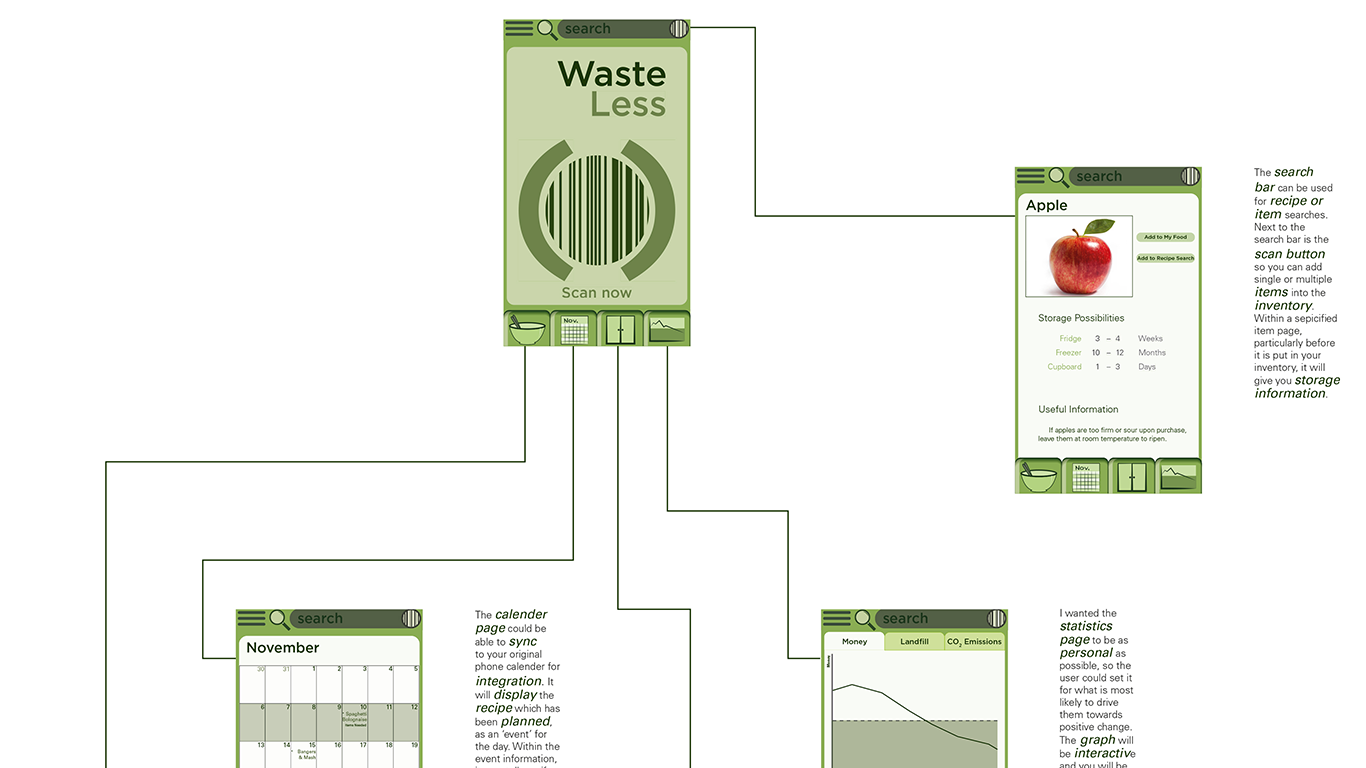 search
Waste
Less
Scan now
Nov.
search
Apple
Add to My Food
Add to Recipe Search
Storage Possibilities
Fridge 3 – 4 Weeks
Freezer 10 – 12 Months
Cupboard 1 – 3 Days
Useful Information
If apples are too firm or sour upon purchase,
leave them at room temperature to ripen.
Nov.
The search
bar can be used
for recipe or
item searches.
Next to the
search bar is the
scan button
so you can add
single or multiple
items into the
inventory.
Within a sepicified
item page,
particularly before
it is put in your
inventory, it will
give you storage
information.
search
November
30 31 1 2 3 4 5
6 7 8 9 10 11 12
* Spaghetti
Bolognaise
Items Needed
13 14 15 16 17 18 19
* Bangers
& Mash
The calender
page could be
able to sync
to your original
phone calender for
integration. It
will display the
recipe which has
been planned,
as an ‘event’ for
the day. Within the
event information,
search
Money Landfill CO2 Emissions
I wanted the
statistics
page to be as
personal as
possible, so the
user could set it
for what is most
likely to drive
them towards
positive change.
The graph will
be interactive
and you will be